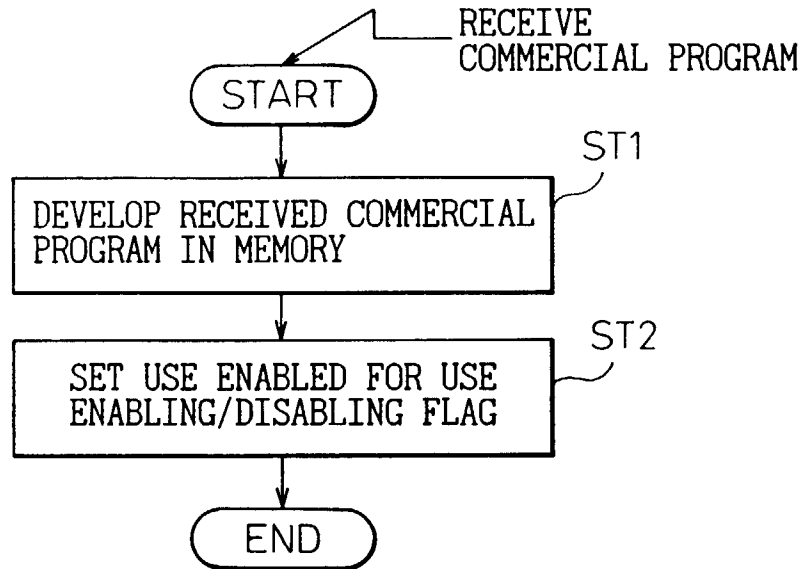 RECEIVE
COMMERCIAL PROGRAM
START
ST1
DEVELOP RECEIVED COMMERCIAL
PROGRAM IN MEMORY
ST2
SET USE ENABLED FOR USE
ENABLING/DISABLING FLAG
END